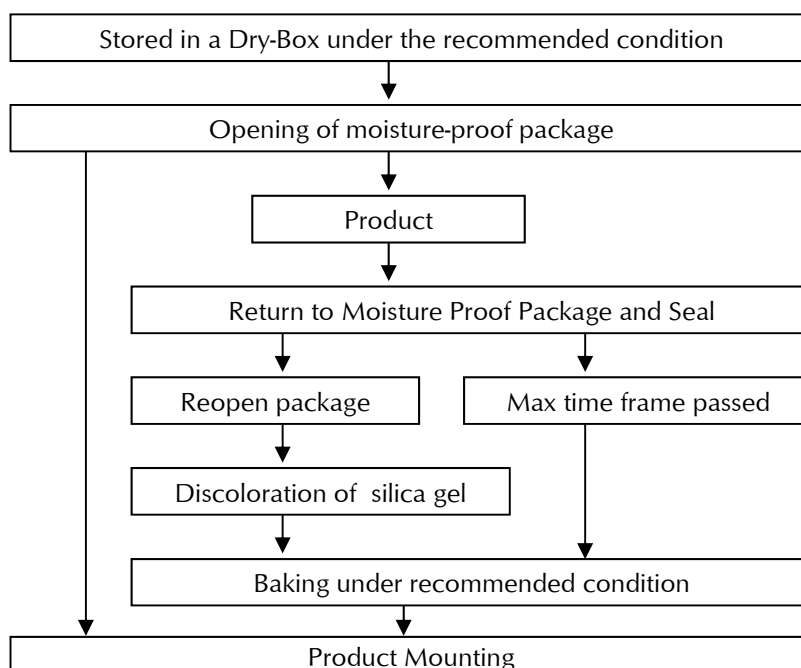 Stored in a Dry-Box under the recommended condition
Opening of moisture-proof package
Product
Return to Moisture Proof Package and Seal
Reopen package
Max time frame passed
Discoloration of silica gel
Baking under recommended condition
Product Mounting